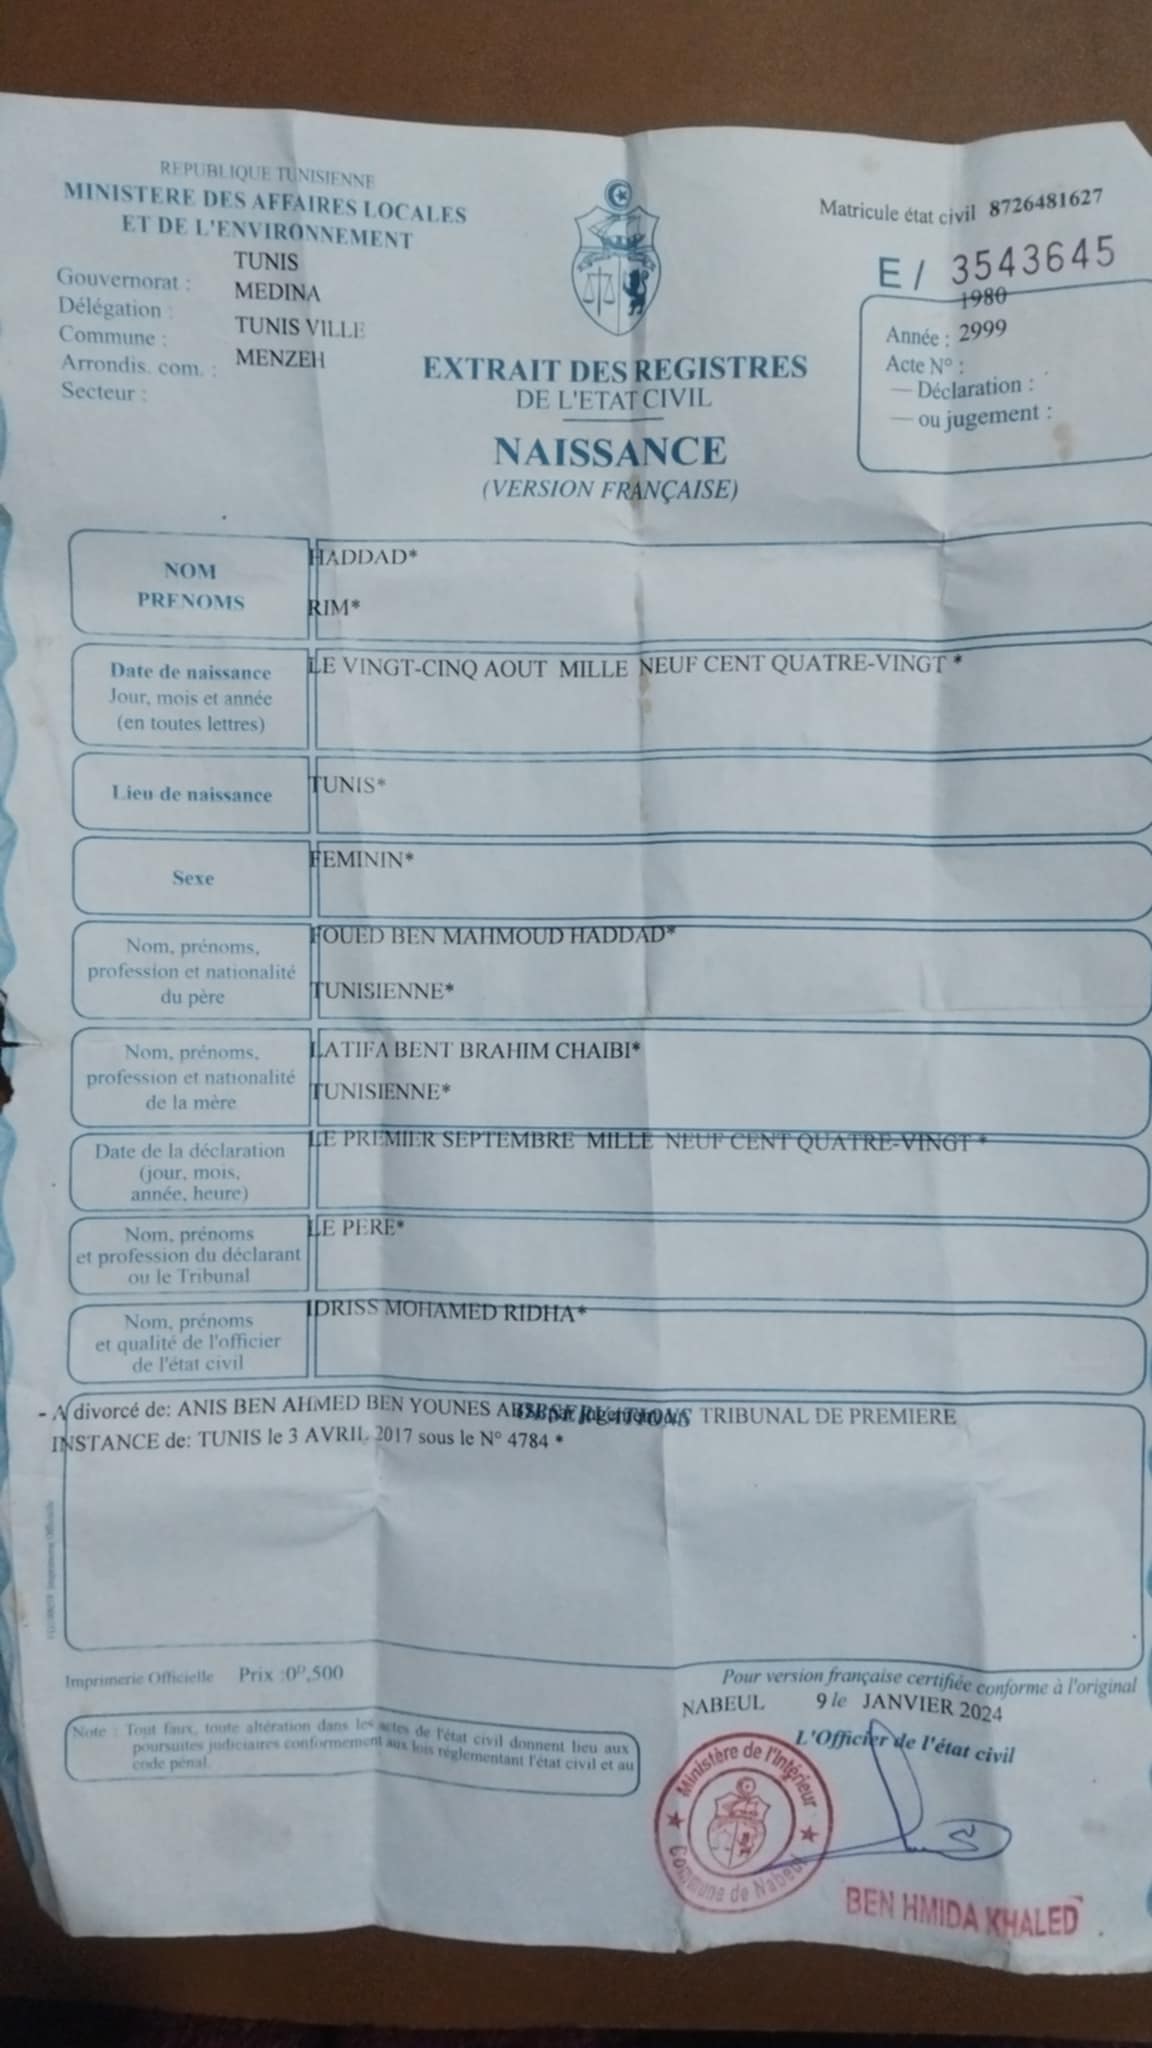 REPUBLIQUE TUNISIENNE
MINISTERE DES AFFAIRES LOCALES
ET DE L'ENVIRONNEMENT
Gouvernorat : TUNIS
Délégation : MEDINA
Commune : TUNIS VILLE
Arrondis. com. : MENZEH
Secteur :
Matricule état civil 8726481627
E/ 3543645
1980
Année : 2999
Acte N° :
— Déclaration :
— ou jugement :
EXTRAIT DES REGISTRES
DE L'ETAT CIVIL
NAISSANCE
(VERSION FRANÇAISE)
NOM HADDAD*
PRENOMS RIM*
Date de naissance LE VINGT-CINQ AOUT MILLE NEUF CENT QUATRE-VINGT *
Jour, mois et année
(en toutes lettres)
Lieu de naissance TUNIS*
Sexe FEMININ*
Nom, prénoms, FOUED BEN MAHMOUD HADDAD*
profession et nationalité
du père TUNISIENNE*
Nom, prénoms, LATIFA BENT BRAHIM CHAIBI*
profession et nationalité
de la mère TUNISIENNE*
Date de la déclaration LE PREMIER SEPTEMBRE MILLE NEUF CENT QUATRE-VINGT *
(jour, mois,
année, heure)
Nom, prénoms LE PERE*
et profession du déclarant
ou le Tribunal
Nom, prénoms IDRISS MOHAMED RIDHA*
et qualité de l'officier
de l'état civil
OBSERVATIONS
- A divorcé de: ANIS BEN AHMED BEN YOUNES TRIBUNAL DE PREMIERE
INSTANCE de: TUNIS le 3 AVRIL 2017 sous le N° 4784 *
Imprimerie Officielle Prix :0ᴰ,500
Pour version française certifiée conforme à l'original
NABEUL 9 le JANVIER 2024
L'Officier de l'état civil
Note : Tout faux, toute altération dans les actes de l'état civil donnent lieu aux
poursuites judiciaires conformement aux lois réglementant l'état civil et au
code pénal.
Ministère de l'Intérieur
Commune de Nabeul
BEN HMIDA KHALED